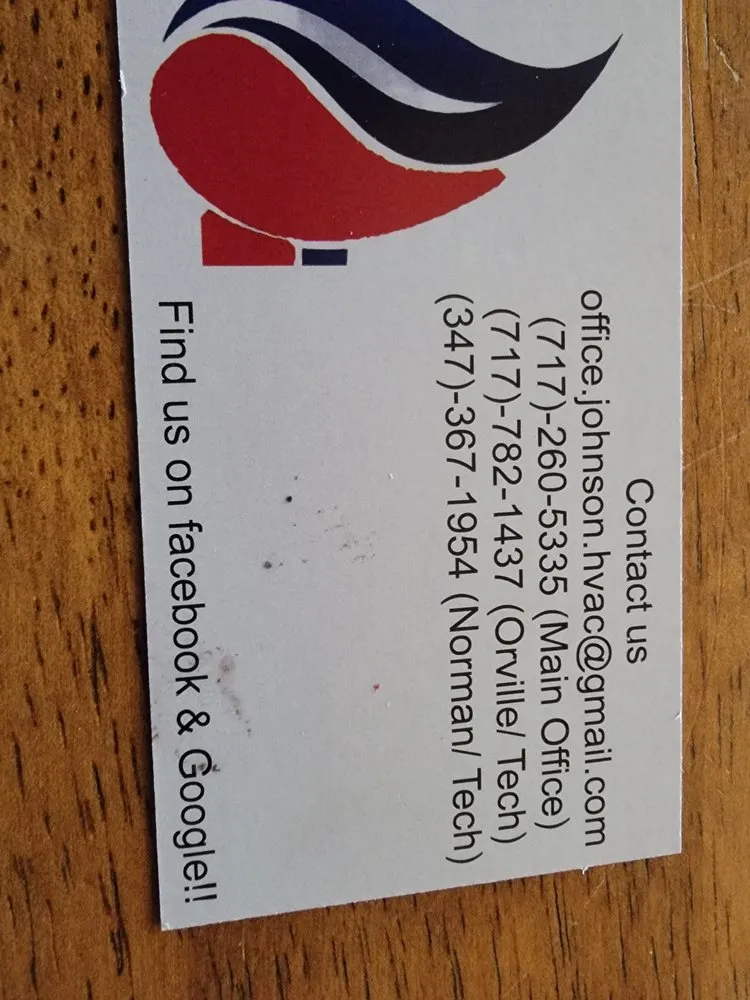 Contact us
office.johnson.hvac@gmail.com
(717)-260-5335 (Main Office)
(717)-782-1437 (Orville/ Tech)
(347)-367-1954 (Norman/ Tech)
Find us on facebook & Google!!